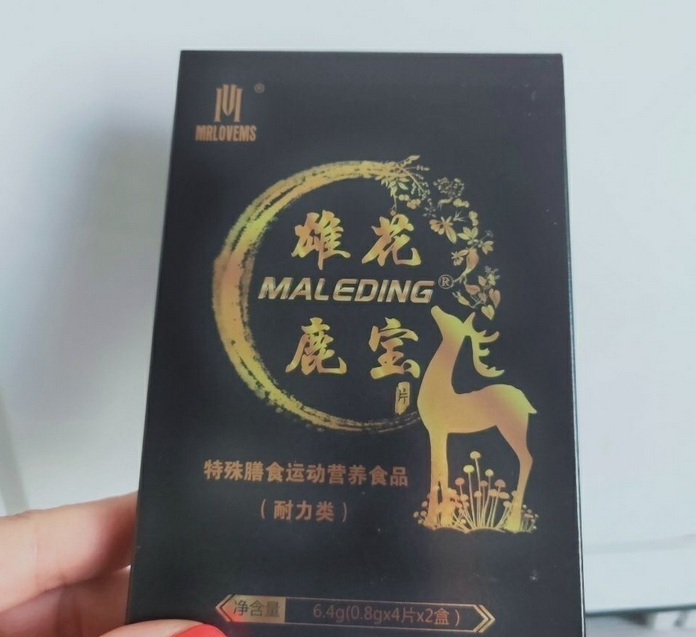 ®
MRLOVEMS
雄花
MALEDING®
鹿宝
片
特殊膳食运动营养食品
（耐力类）
净含量 6.4g(0.8gx4片x2盒)